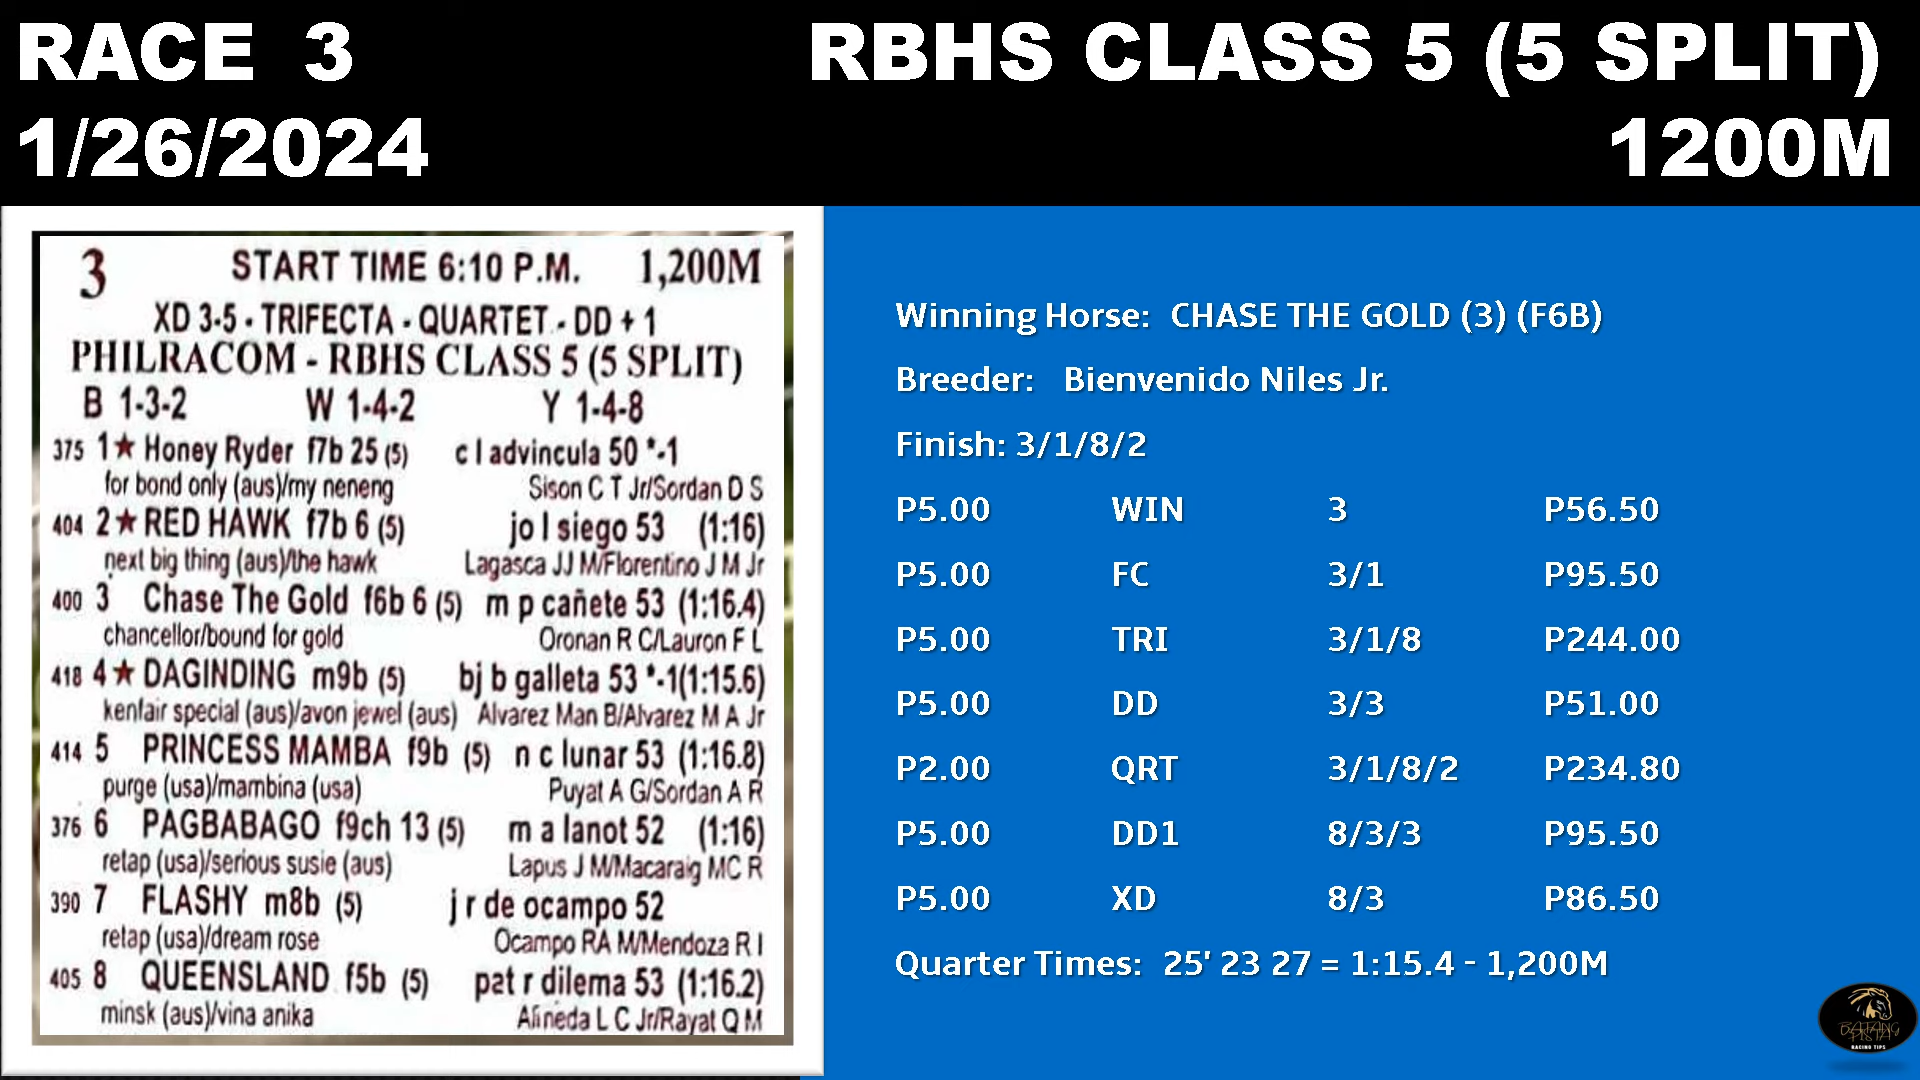 RACE 3 RBHS CLASS 5 (5 SPLIT)
1/26/2024 1200M
3 START TIME 6:10 P.M. 1,200M
XD 3-5 - TRIFECTA - QUARTET - DD + 1
PHILRACOM - RBHS CLASS 5 (5 SPLIT)
B 1-3-2 W 1-4-2 Y 1-4-8
375 1★ Honey Ryder f7b 25 (5) c l advincula 50 *-1
for bond only (aus)/my neneng Sison C T Jr/Sordan D S
404 2★ RED HAWK f7b 6 (5) jo l siego 53 (1:16)
next big thing (aus)/the hawk Lagasca JJ M/Florentino J M Jr
400 3 Chase The Gold f6b 6 (5) m p cañete 53 (1:16.4)
chancellor/bound for gold Oronan R C/Lauron F L
418 4★ DAGINDING m9b (5) bj b galleta 53 *-1(1:15.6)
kenfair special (aus)/avon jewel (aus) Alvarez Man B/Alvarez M A Jr
414 5 PRINCESS MAMBA f9b (5) n c lunar 53 (1:16.8)
purge (usa)/mambina (usa) Puyat A G/Sordan A R
376 6 PAGBABAGO f9ch 13 (5) m a lanot 52 (1:16)
retap (usa)/serious susie (aus) Lapus J M/Macaraig MC R
390 7 FLASHY m8b (5) j r de ocampo 52
retap (usa)/dream rose Ocampo RA M/Mendoza R I
405 8 QUEENSLAND f5b (5) pat r dilema 53 (1:16.2)
minsk (aus)/vina anika Alineda L C Jr/Rayat Q M
Winning Horse: CHASE THE GOLD (3) (F6B)
Breeder: Bienvenido Niles Jr.
Finish: 3/1/8/2
P5.00 WIN 3 P56.50
P5.00 FC 3/1 P95.50
P5.00 TRI 3/1/8 P244.00
P5.00 DD 3/3 P51.00
P2.00 QRT 3/1/8/2 P234.80
P5.00 DD1 8/3/3 P95.50
P5.00 XD 8/3 P86.50
Quarter Times: 25' 23 27 = 1:15.4 - 1,200M
BATANG
PISTA
RACING TIPS